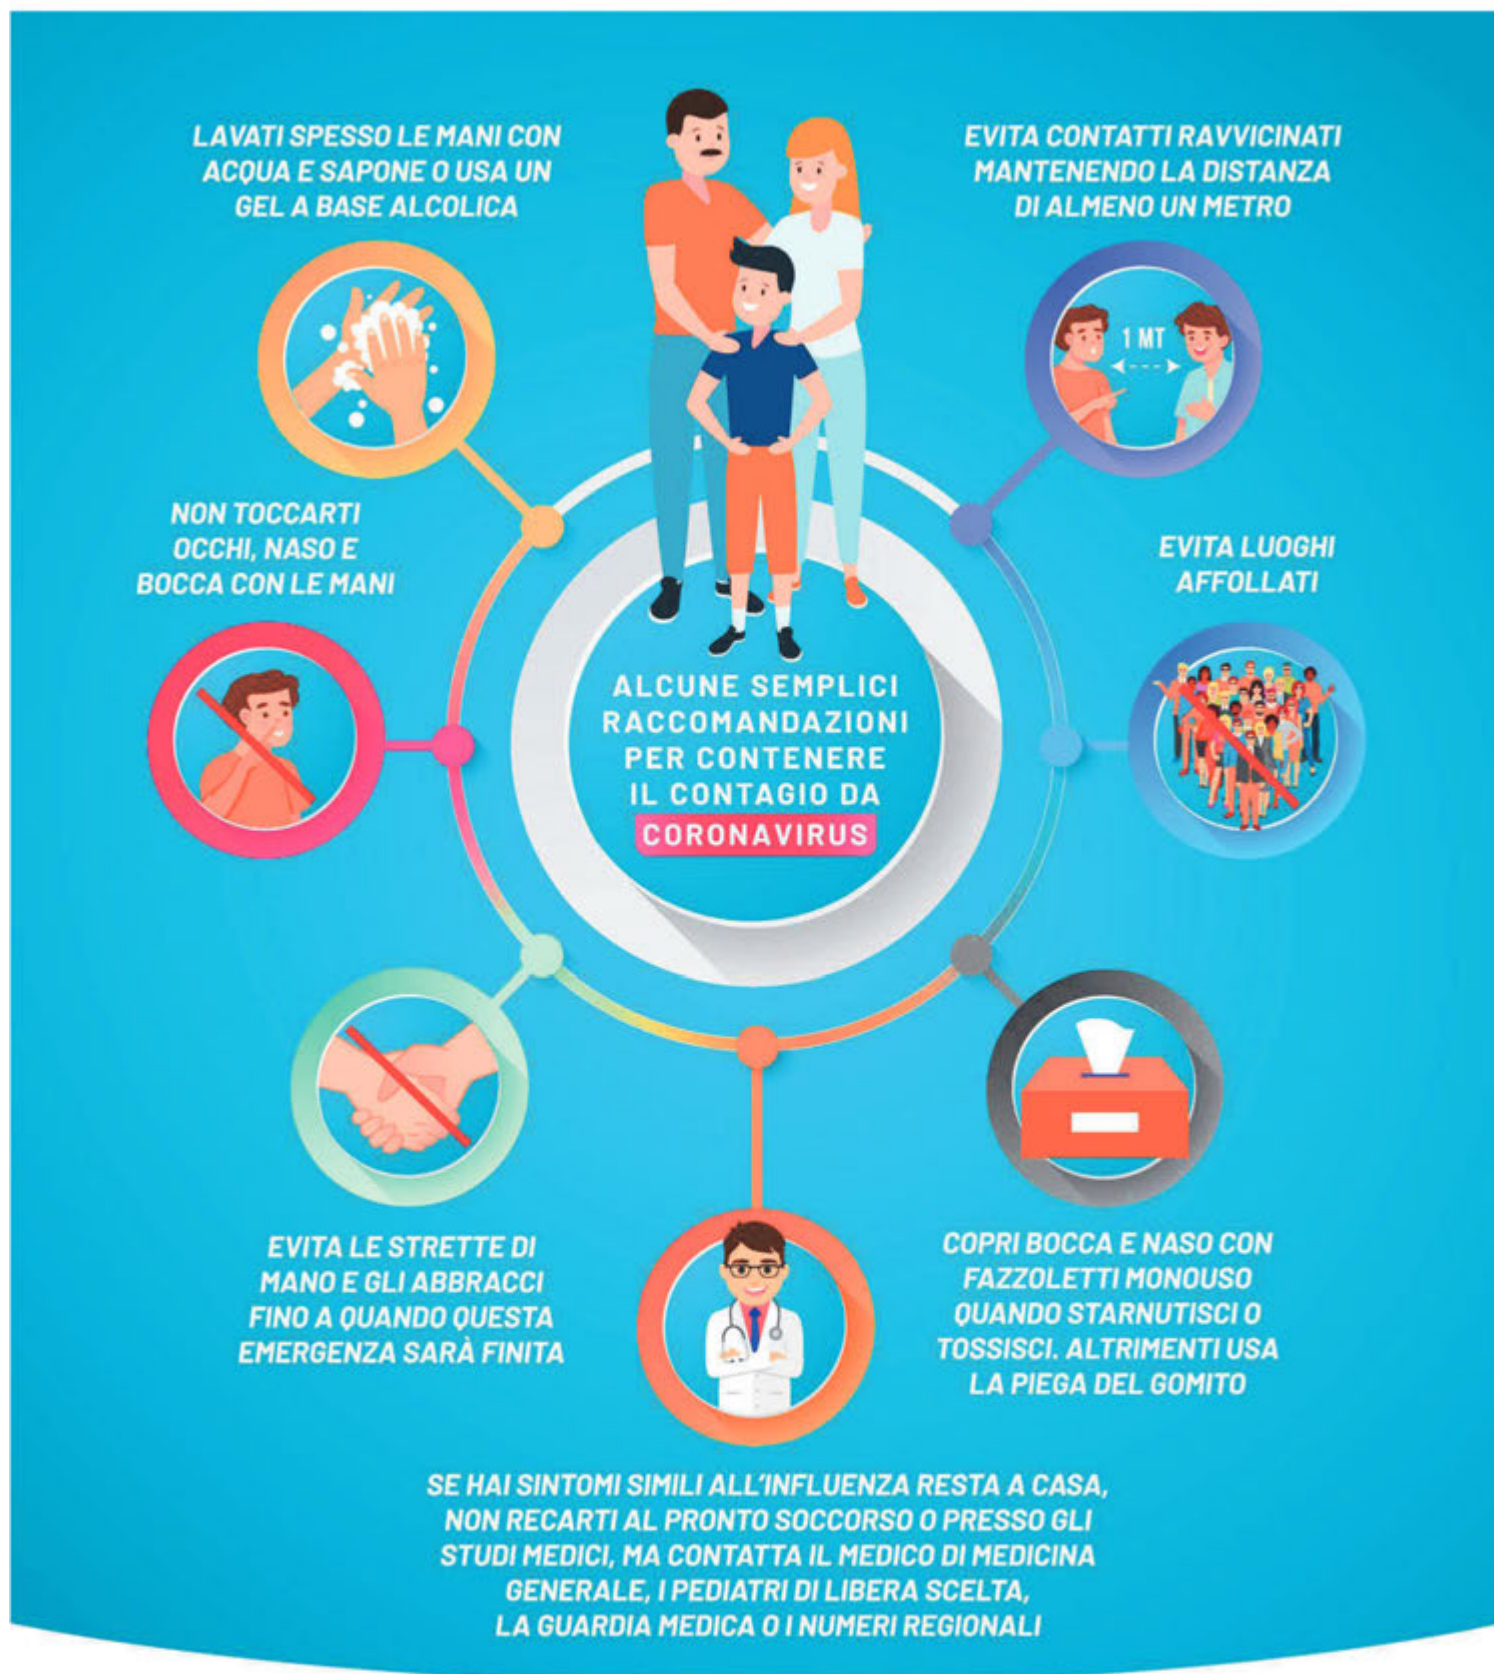 LAVATI SPESSO LE MANI CON
ACQUA E SAPONE O USA UN
GEL A BASE ALCOLICA
EVITA CONTATTI RAVVICINATI
MANTENENDO LA DISTANZA
DI ALMENO UN METRO
1 MT
NON TOCCARTI
OCCHI, NASO E
BOCCA CON LE MANI
EVITA LUOGHI
AFFOLLATI
ALCUNE SEMPLICI
RACCOMANDAZIONI
PER CONTENERE
IL CONTAGIO DA
CORONAVIRUS
EVITA LE STRETTE DI
MANO E GLI ABBRACCI
FINO A QUANDO QUESTA
EMERGENZA SARÀ FINITA
COPRI BOCCA E NASO CON
FAZZOLETTI MONOUSO
QUANDO STARNUTISCI O
TOSSISCI. ALTRIMENTI USA
LA PIEGA DEL GOMITO
SE HAI SINTOMI SIMILI ALL'INFLUENZA RESTA A CASA,
NON RECARTI AL PRONTO SOCCORSO O PRESSO GLI
STUDI MEDICI, MA CONTATTA IL MEDICO DI MEDICINA
GENERALE, I PEDIATRI DI LIBERA SCELTA,
LA GUARDIA MEDICA O I NUMERI REGIONALI